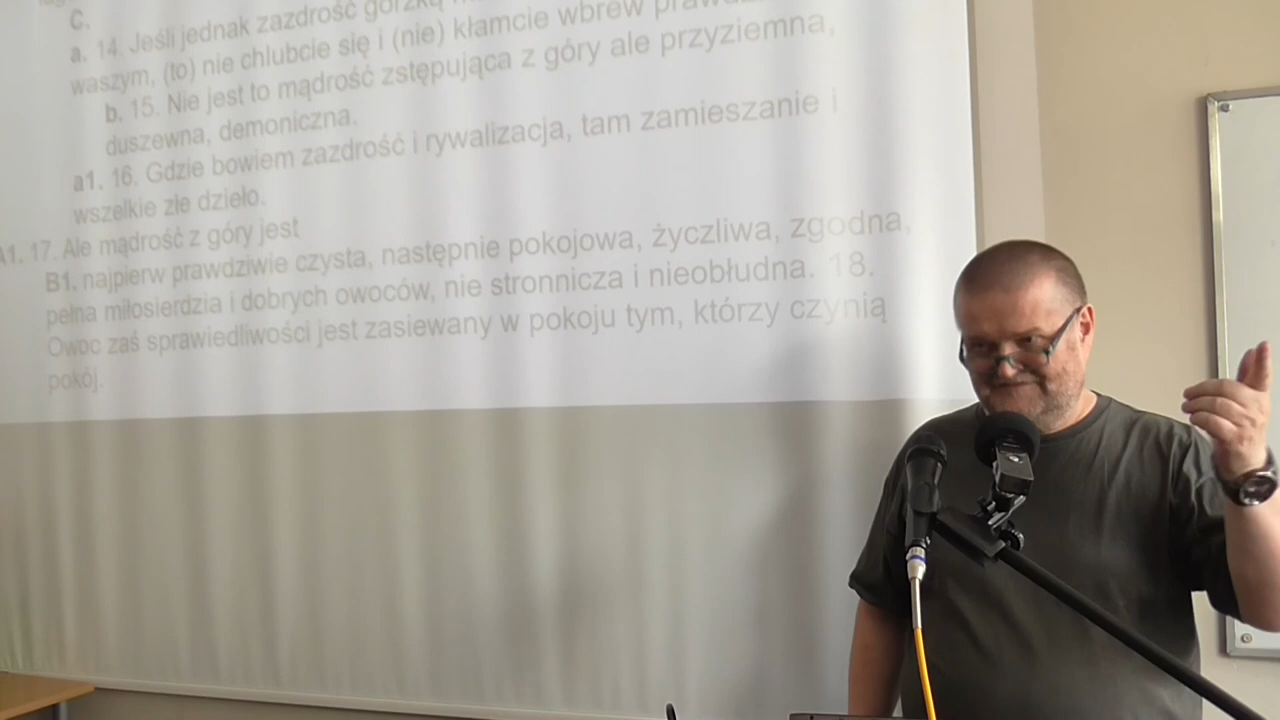 C.
a. 14. Jeśli jednak zazdrość gorzką
waszym, (to) nie chlubcie się i (nie) kłamcie wbrew
b. 15. Nie jest to mądrość zstępująca z góry ale przyziemna,
duszewna, demoniczna.
a1. 16. Gdzie bowiem zazdrość i rywalizacja, tam zamieszanie i
wszelkie złe dzieło.
A1. 17. Ale mądrość z góry jest
B1. najpierw prawdziwie czysta, następnie pokojowa, życzliwa, zgodna,
pełna miłosierdzia i dobrych owoców, nie stronnicza i nieobłudna. 18.
Owoc zaś sprawiedliwości jest zasiewany w pokoju tym, którzy czynią
pokój.